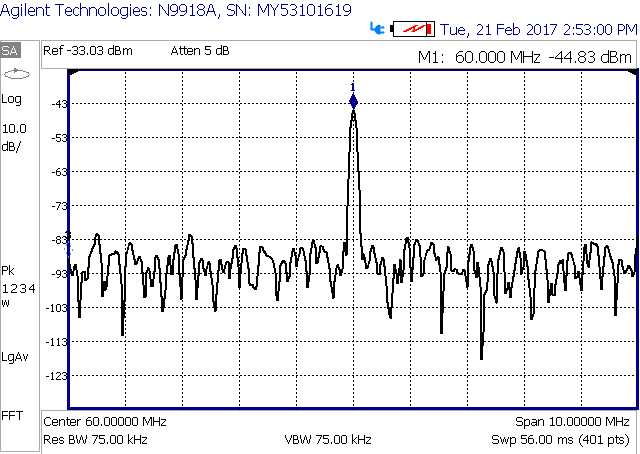 Agilent Technologies: N9918A, SN: MY53101619
Tue, 21 Feb 2017 2:53:00 PM
SA
Ref -33.03 dBm Atten 5 dB
M1: 60.000 MHz -44.83 dBm
Log
10.0
dB/
1
-43
-53
-63
-73
-83
-93
-103
-113
-123
Pk
1234
w
LgAv
FFT
Center 60.00000 MHz Span 10.00000 MHz
Res BW 75.00 kHz VBW 75.00 kHz Swp 56.00 ms (401 pts)